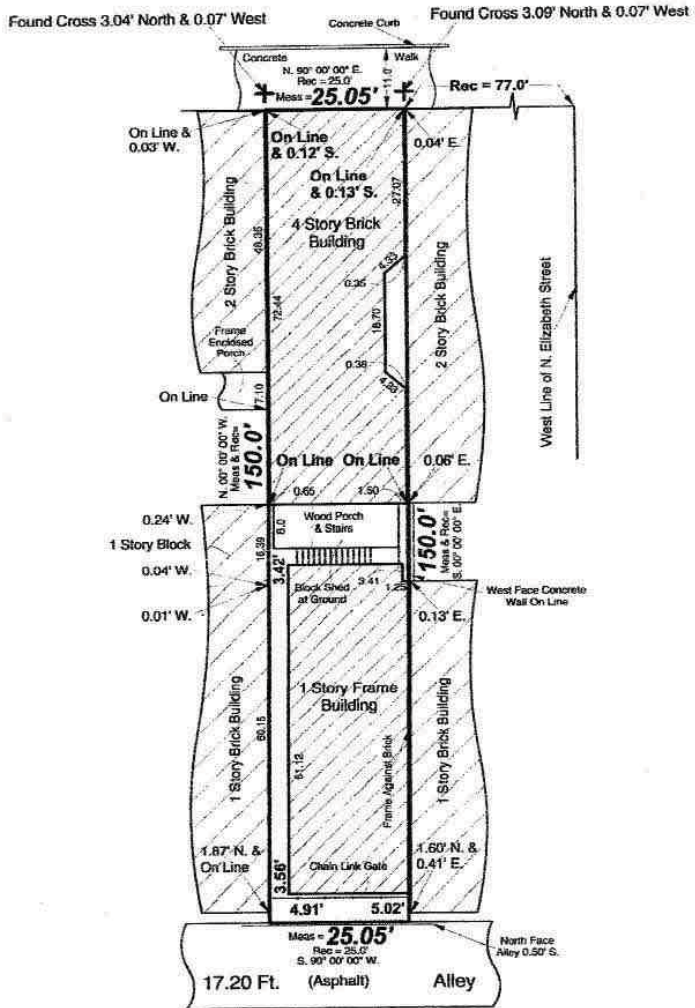 Found Cross 3.04' North & 0.07' West
Found Cross 3.09' North & 0.07' West
Concrete Curb
Concrete
Walk
N. 90° 00' 00" E.
Rec = 25.0'
Meas = 25.05'
11.0'
Rec = 77.0'
On Line &
0.03' W.
On Line
& 0.12' S.
0.04' E.
On Line
& 0.13' S.
27.07
4 Story Brick
Building
2 Story Brick Building
48.36
72.44
4.33
0.35
18.70
0.38
4.33
2 Story Brick Building
West Line of N. Elizabeth Street
Frame
Enclosed
Porch
7.10
On Line
N. 00° 00' 00" W.
Meas & Rec=
150.0'
On Line
On Line
0.06' E.
0.65
1.50
0.24' W.
6.0
Wood Porch
& Stairs
150.0'
Meas & Rec=
S. 00° 00' 00" E.
1 Story Block
16.39
0.04' W.
3.42'
3.41
Block Shed
at Ground
1.25
West Face Concrete
Wall On Line
0.01' W.
0.13' E.
1 Story Brick Building
60.15
1 Story Frame
Building
61.12
Frame Against Brick
1 Story Brick Building
1.87' N. &
On Line
1.60' N. &
0.41' E.
3.56'
Chain Link Gate
4.91'
5.02'
Meas = 25.05'
Rec = 25.0'
S. 90° 00' 00" W.
North Face
Alley 0.50' S.
17.20 Ft.
(Asphalt)
Alley